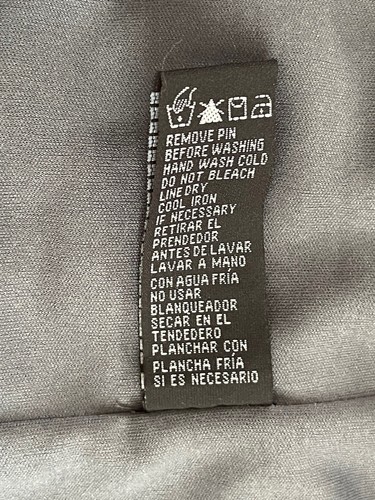 REMOVE PIN
BEFORE WASHING
HAND WASH COLD
DO NOT BLEACH
LINE DRY
COOL IRON
IF NECESSARY
RETIRAR EL
PRENDEDOR
ANTES DE LAVAR
LAVAR A MANO
CON AGUA FRÍA
NO USAR
BLANQUEADOR
SECAR EN EL
TENDEDERO
PLANCHAR CON
PLANCHA FRÍA
SI ES NECESARIO